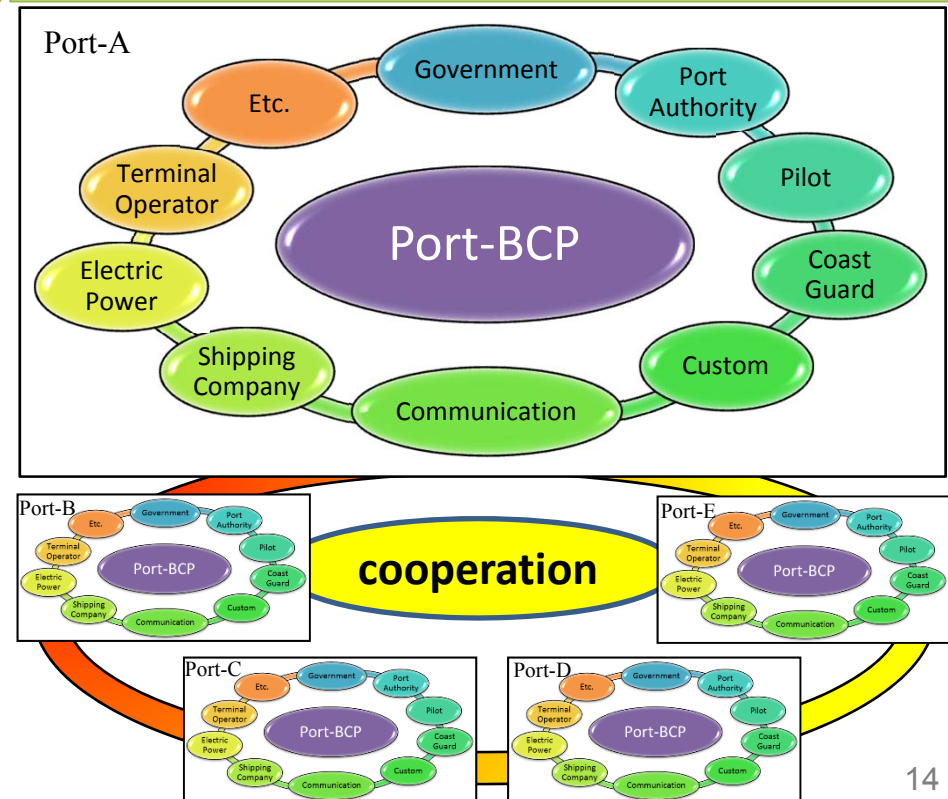 Port-A
Government
Port
Authority
Etc.
Pilot
Terminal
Operator
Port-BCP
Coast
Guard
Electric
Power
Custom
Shipping
Company
Communication
Port-B
Government
Port
Authority
Etc.
Pilot
Terminal
Operator
Port-BCP
Coast
Guard
Electric
Power
Custom
Shipping
Company
Communication
cooperation
Port-E
Government
Port
Authority
Etc.
Pilot
Terminal
Operator
Port-BCP
Coast
Guard
Electric
Power
Custom
Shipping
Company
Communication
Port-C
Government
Port
Authority
Etc.
Pilot
Terminal
Operator
Port-BCP
Coast
Guard
Electric
Power
Custom
Shipping
Company
Communication
Port-D
Government
Port
Authority
Etc.
Pilot
Terminal
Operator
Port-BCP
Coast
Guard
Electric
Power
Custom
Shipping
Company
Communication
14